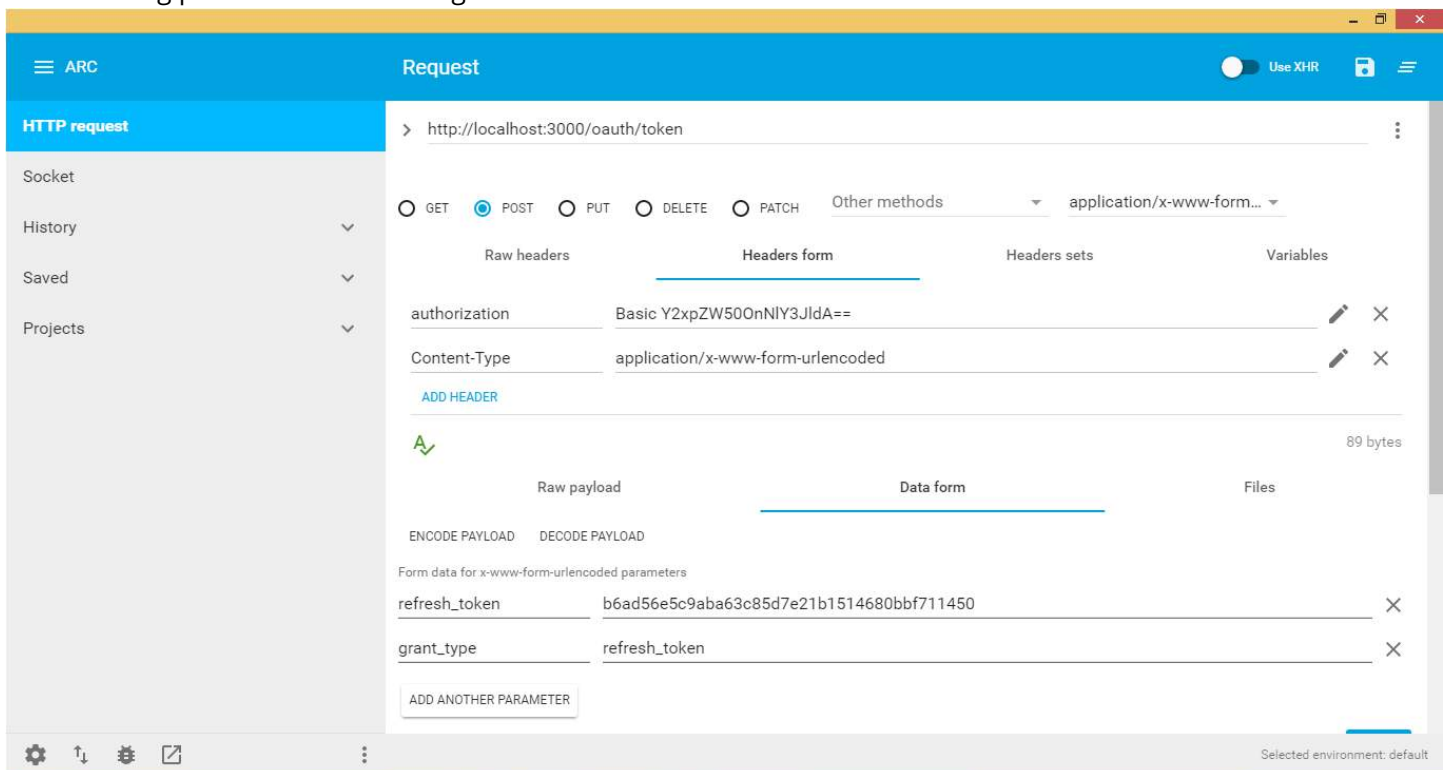 ARC
Request
Use XHR
HTTP request
http://localhost:3000/oauth/token
Socket
GET POST PUT DELETE PATCH Other methods application/x-www-form...
History
Raw headers Headers form Headers sets Variables
Saved
authorization Basic Y2xpZW50OnNlY3JldA==
Projects
Content-Type application/x-www-form-urlencoded
ADD HEADER
89 bytes
Raw payload Data form Files
ENCODE PAYLOAD DECODE PAYLOAD
Form data for x-www-form-urlencoded parameters
refresh_token b6ad56e5c9aba63c85d7e21b1514680bbf711450
grant_type refresh_token
ADD ANOTHER PARAMETER
Selected environment: default